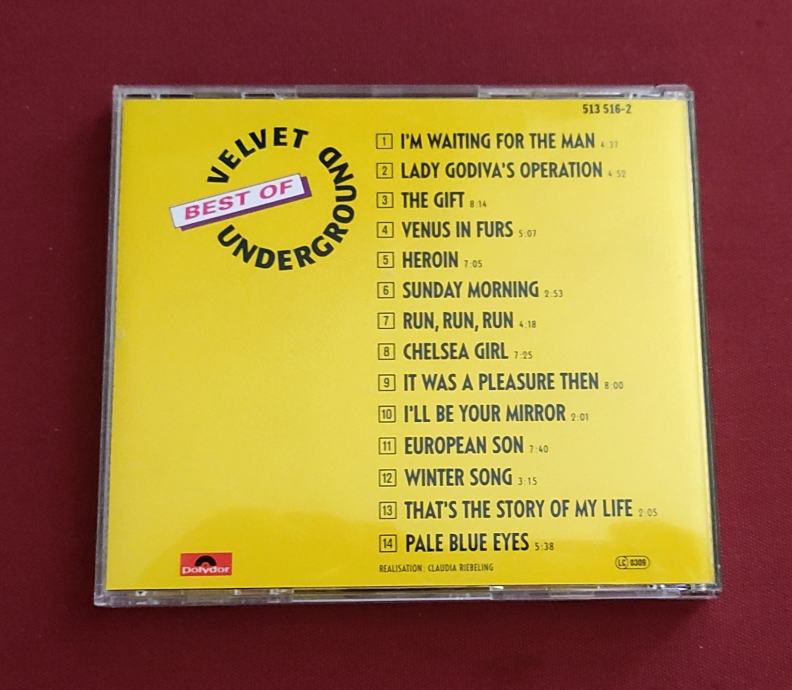 513 516-2
VELVET UNDERGROUND
BEST OF
1 I'M WAITING FOR THE MAN 4:37
2 LADY GODIVA'S OPERATION 4:52
3 THE GIFT 8:14
4 VENUS IN FURS 5:07
5 HEROIN 7:05
6 SUNDAY MORNING 2:53
7 RUN, RUN, RUN 4:18
8 CHELSEA GIRL 7:25
9 IT WAS A PLEASURE THEN 8:00
10 I'LL BE YOUR MIRROR 2:01
11 EUROPEAN SON 7:40
12 WINTER SONG 3:15
13 THAT'S THE STORY OF MY LIFE 2:05
14 PALE BLUE EYES 5:38
polydor
REALISATION: CLAUDIA RIEBELING
LC 0309